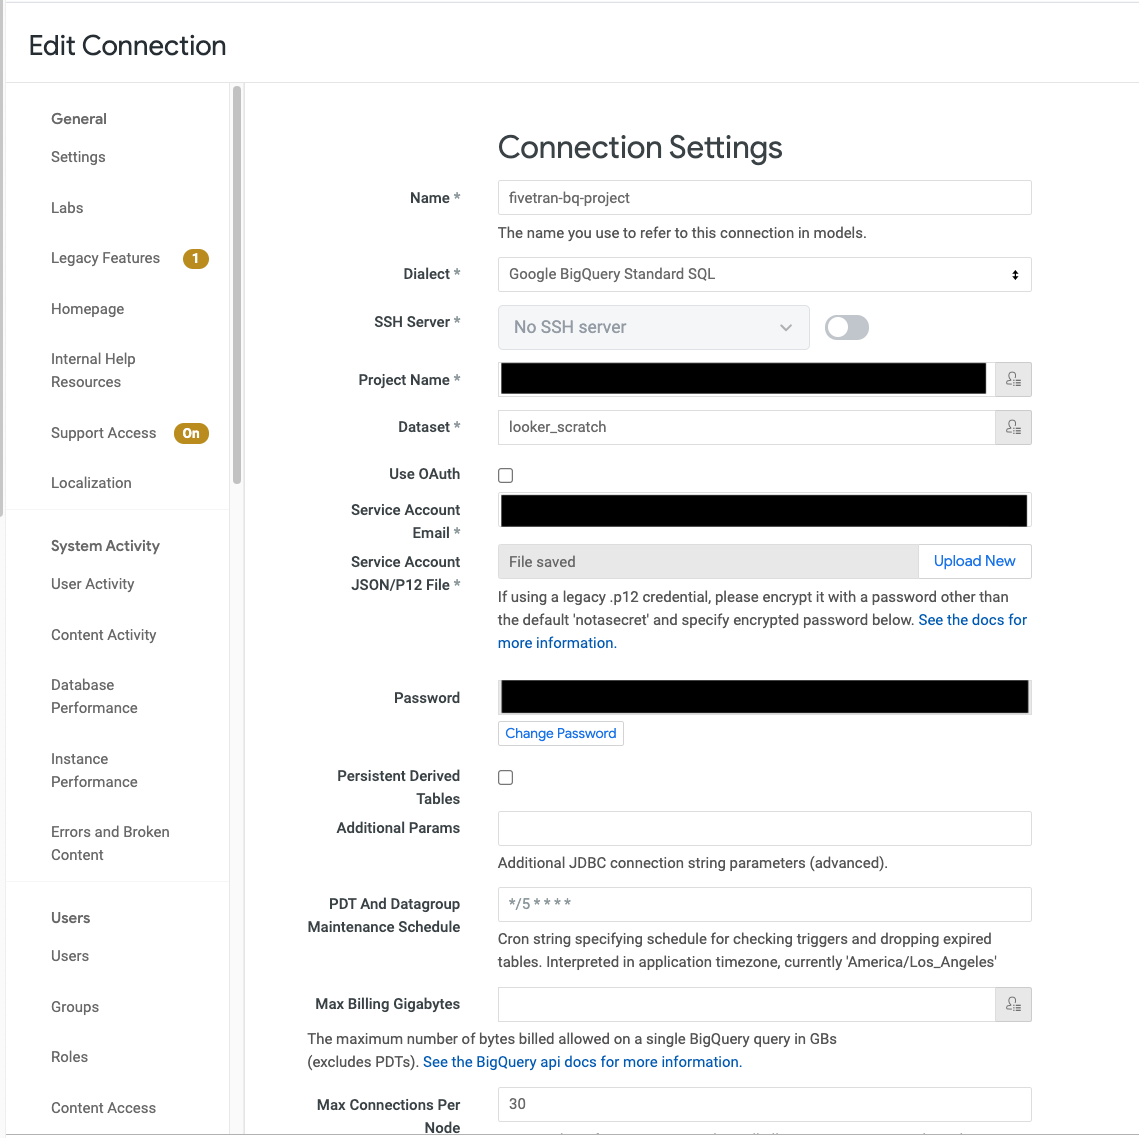 Edit Connection
General
Settings
Labs
Legacy Features 1
Homepage
Internal Help
Resources
Support Access On
Localization
System Activity
User Activity
Content Activity
Database
Performance
Instance
Performance
Errors and Broken
Content
Users
Users
Groups
Roles
Content Access
Connection Settings
Name *
fivetran-bq-project
The name you use to refer to this connection in models.
Dialect *
Google BigQuery Standard SQL
SSH Server *
No SSH server
Project Name *
Dataset *
looker_scratch
Use OAuth
Service Account
Email *
Service Account
JSON/P12 File *
File saved
Upload New
If using a legacy .p12 credential, please encrypt it with a password other than
the default 'notasecret' and specify encrypted password below. See the docs for
more information.
Password
Change Password
Persistent Derived
Tables
Additional Params
Additional JDBC connection string parameters (advanced).
PDT And Datagroup
Maintenance Schedule
*/5 * * * *
Cron string specifying schedule for checking triggers and dropping expired
tables. Interpreted in application timezone, currently 'America/Los_Angeles'
Max Billing Gigabytes
The maximum number of bytes billed allowed on a single BigQuery query in GBs
(excludes PDTs). See the BigQuery api docs for more information.
Max Connections Per
Node
30